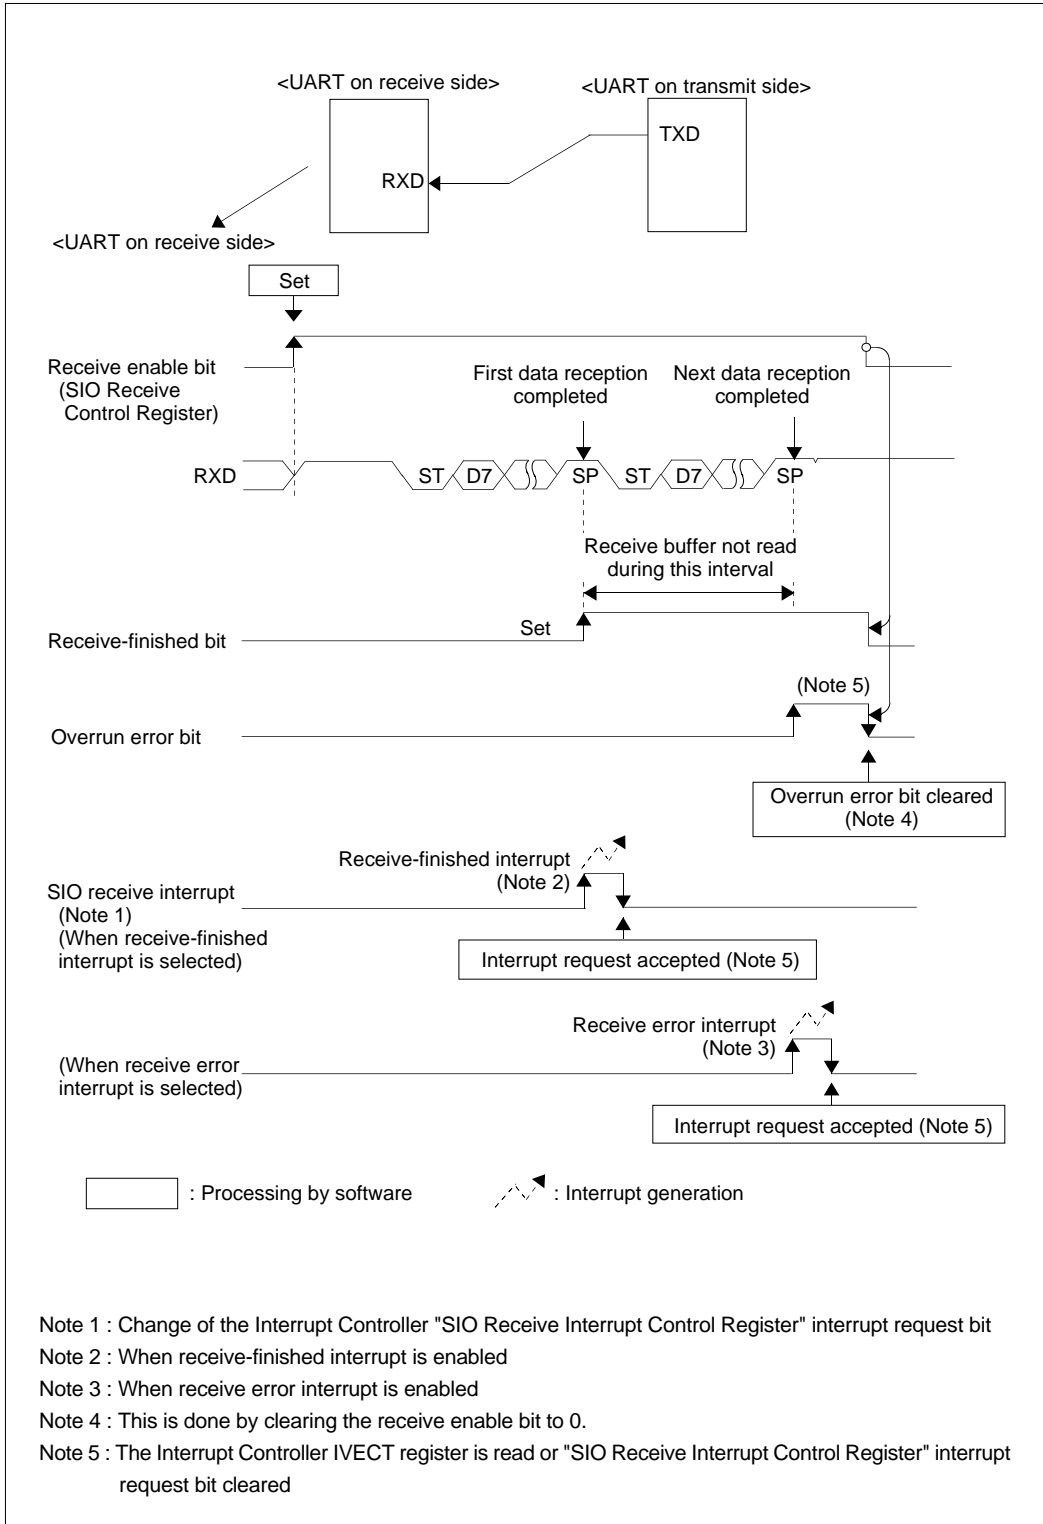 <UART on receive side>
<UART on transmit side>
TXD
RXD
<UART on receive side>
Set
Receive enable bit
(SIO Receive
Control Register)
First data reception
completed
Next data reception
completed
RXD
ST
D7
SP
ST
D7
SP
Receive buffer not read
during this interval
Set
Receive-finished bit
(Note 5)
Overrun error bit
Overrun error bit cleared
(Note 4)
Receive-finished interrupt
(Note 2)
SIO receive interrupt
(Note 1)
(When receive-finished
interrupt is selected)
Interrupt request accepted (Note 5)
Receive error interrupt
(Note 3)
(When receive error
interrupt is selected)
Interrupt request accepted (Note 5)
: Processing by software
: Interrupt generation
Note 1 : Change of the Interrupt Controller "SIO Receive Interrupt Control Register" interrupt request bit
Note 2 : When receive-finished interrupt is enabled
Note 3 : When receive error interrupt is enabled
Note 4 : This is done by clearing the receive enable bit to 0.
Note 5 : The Interrupt Controller IVECT register is read or "SIO Receive Interrupt Control Register" interrupt
request bit cleared